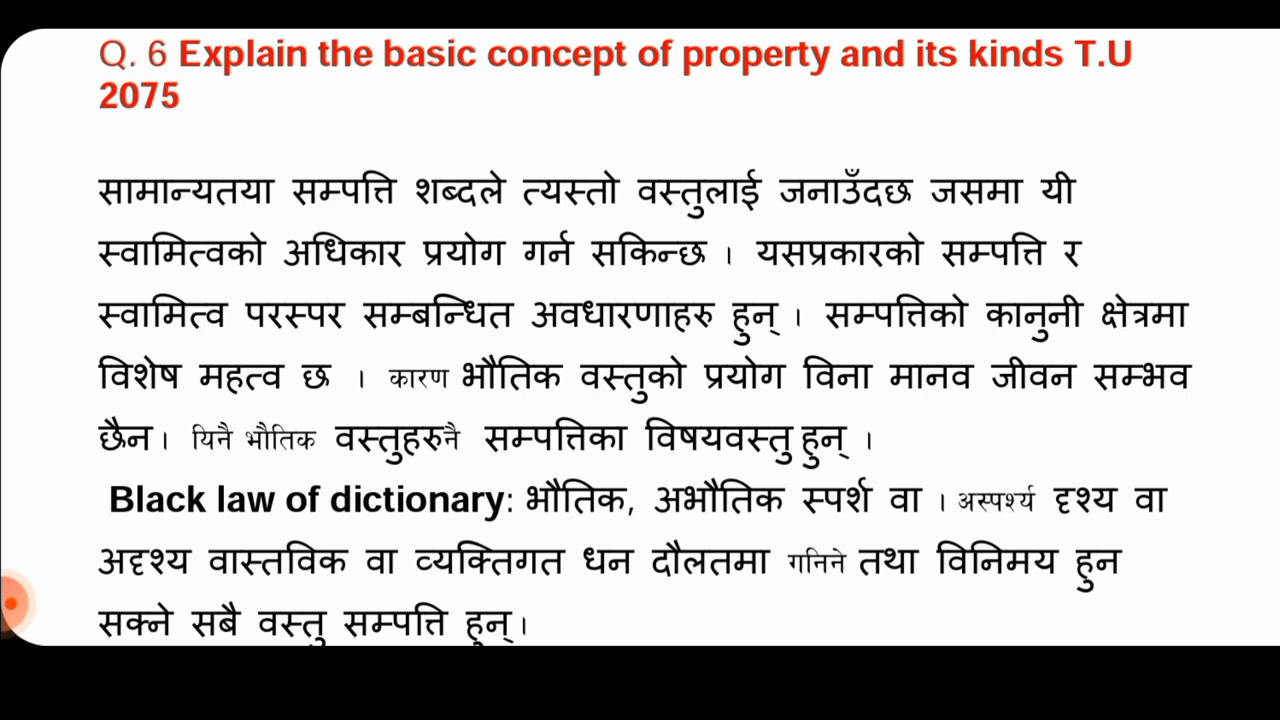 Q. 6 Explain the basic concept of property and its kinds T.U
2075
सामान्यतया सम्पत्ति शब्दले त्यस्तो वस्तुलाई जनाउँदछ जसमा यी
स्वामित्वको अधिकार प्रयोग गर्न सकिन्छ । यसप्रकारको सम्पत्ति र
स्वामित्व परस्पर सम्बन्धित अवधारणाहरु हुन् । सम्पत्तिको कानुनी क्षेत्रमा
विशेष महत्व छ । कारण भौतिक वस्तुको प्रयोग विना मानव जीवन सम्भव
छैन। यिनै भौतिक वस्तुहरुनै सम्पत्तिका विषयवस्तु हुन् ।
Black law of dictionary: भौतिक, अभौतिक स्पर्श वा । अस्पर्श्य दृश्य वा
अदृश्य वास्तविक वा व्यक्तिगत धन दौलतमा गनिने तथा विनिमय हुन
सक्ने सबै वस्तु सम्पत्ति हुन्।